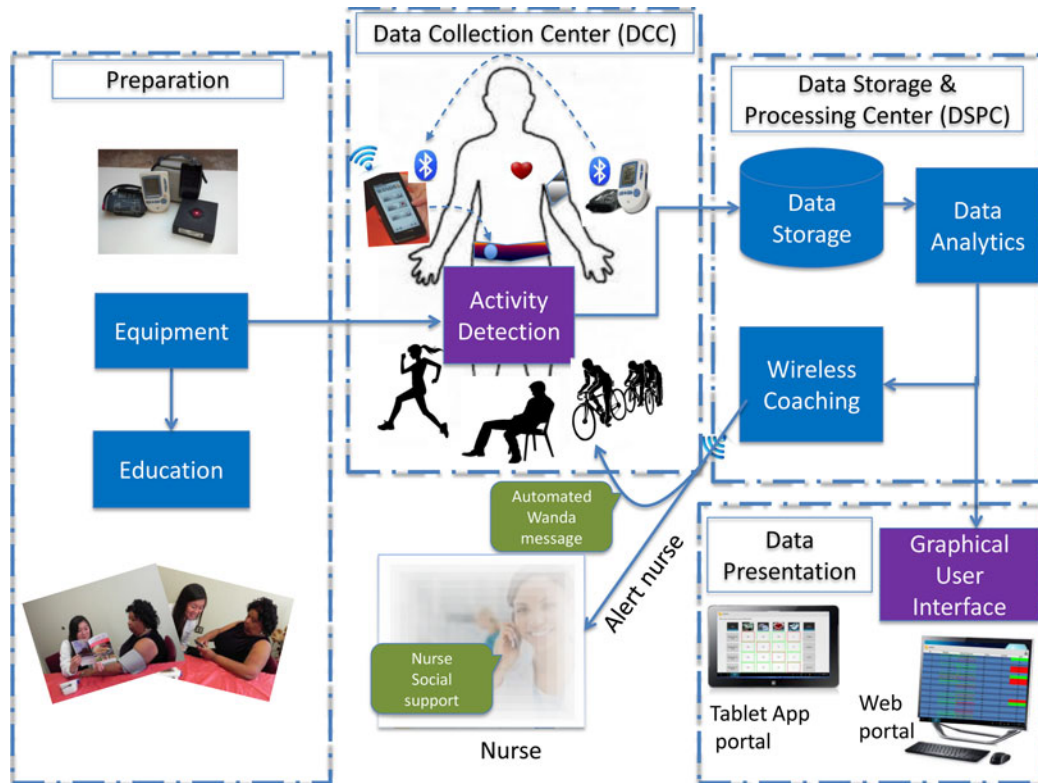 Preparation
Equipment
Education
Data Collection Center (DCC)
Activity
Detection
Data Storage &
Processing Center (DSPC)
Data
Storage
Data
Analytics
Wireless
Coaching
Automated
Wanda
message
Alert nurse
Nurse
Social
support
Nurse
Data
Presentation
Graphical
User
Interface
Tablet App
portal
Web
portal